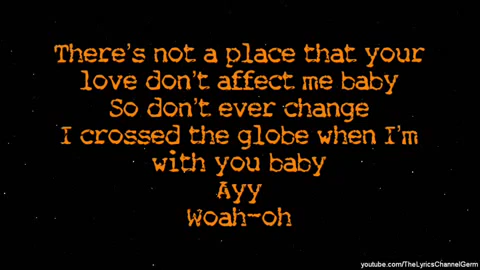 There's not a place that your
love don't affect me baby
So don't ever change
I crossed the globe when I'm
with you baby
Ayy
Woah-oh
youtube.com/TheLyricsChannelGerm